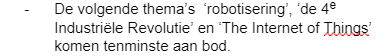 - De volgende thema's 'robotisering', 'de 4e
Industriële Revolutie' en 'The Internet of Things'
komen tenminste aan bod.